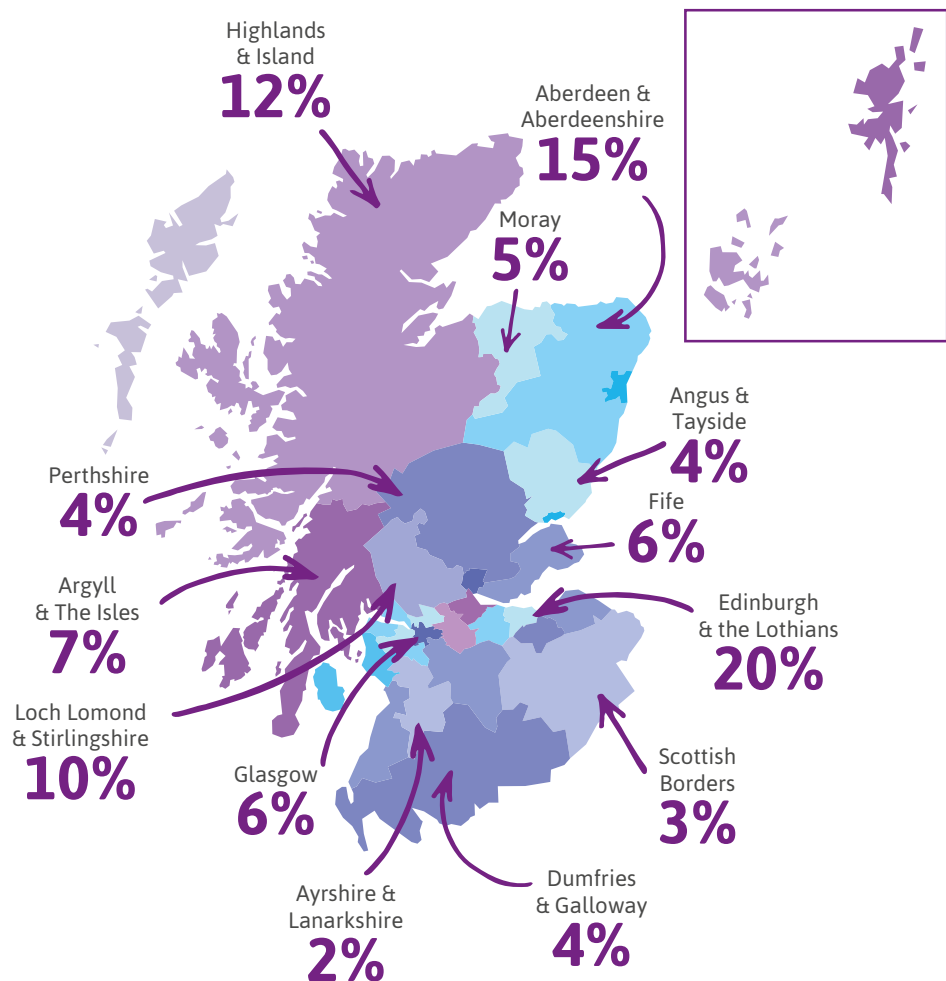 Highlands
& Island
12%
Aberdeen &
Aberdeenshire
15%
Moray
5%
Angus &
Tayside
4%
Perthshire
4%
Fife
6%
Argyll
& The Isles
7%
Edinburgh
& the Lothians
20%
Loch Lomond
& Stirlingshire
10%
Glasgow
6%
Scottish
Borders
3%
Ayrshire &
Lanarkshire
2%
Dumfries
& Galloway
4%